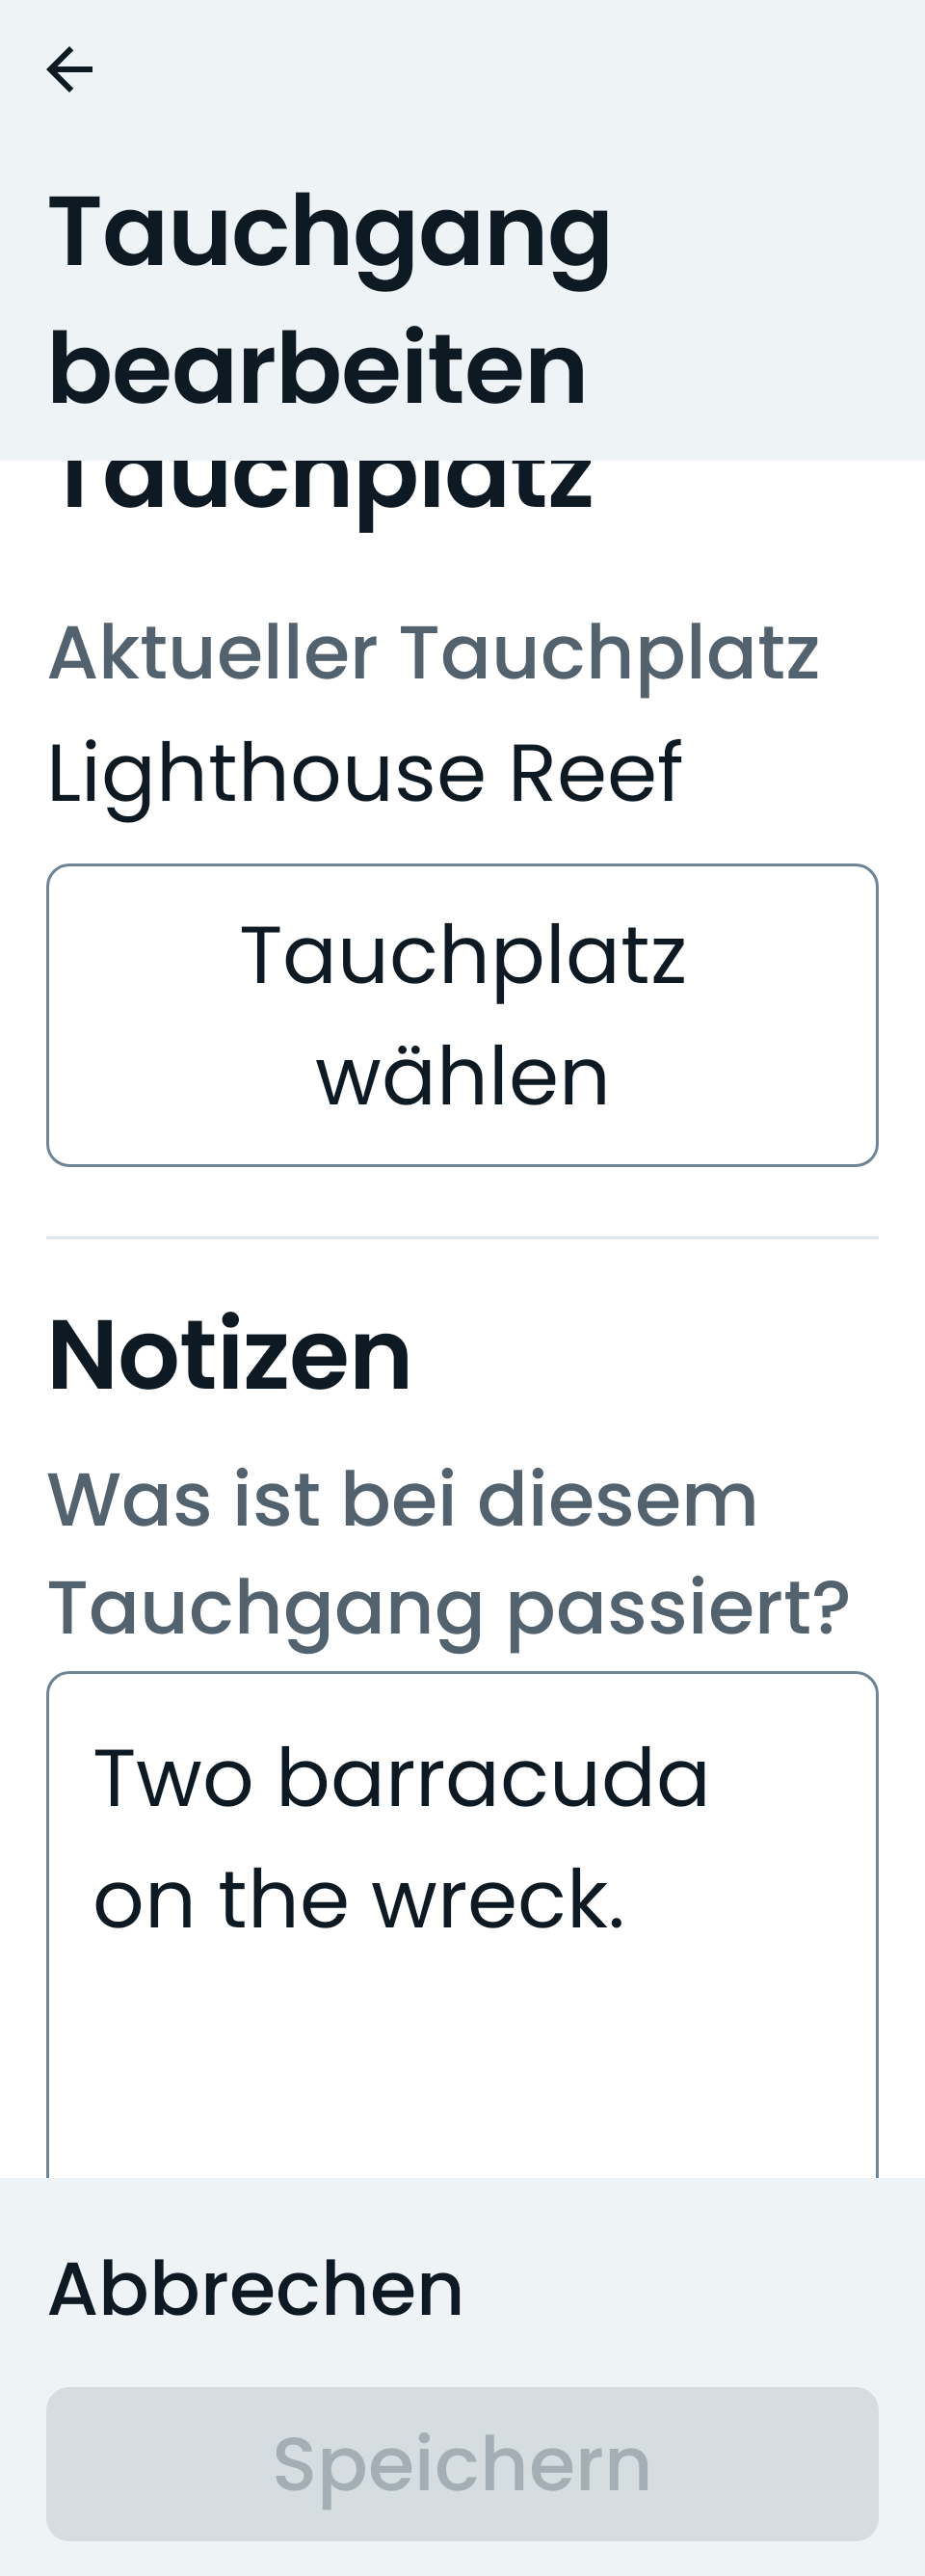 Tauchgang
bearbeiten
Tauchplatz
Aktueller Tauchplatz
Lighthouse Reef
Tauchplatz
wählen
Notizen
Was ist bei diesem
Tauchgang passiert?
Two barracuda
on the wreck.
Abbrechen
Speichern